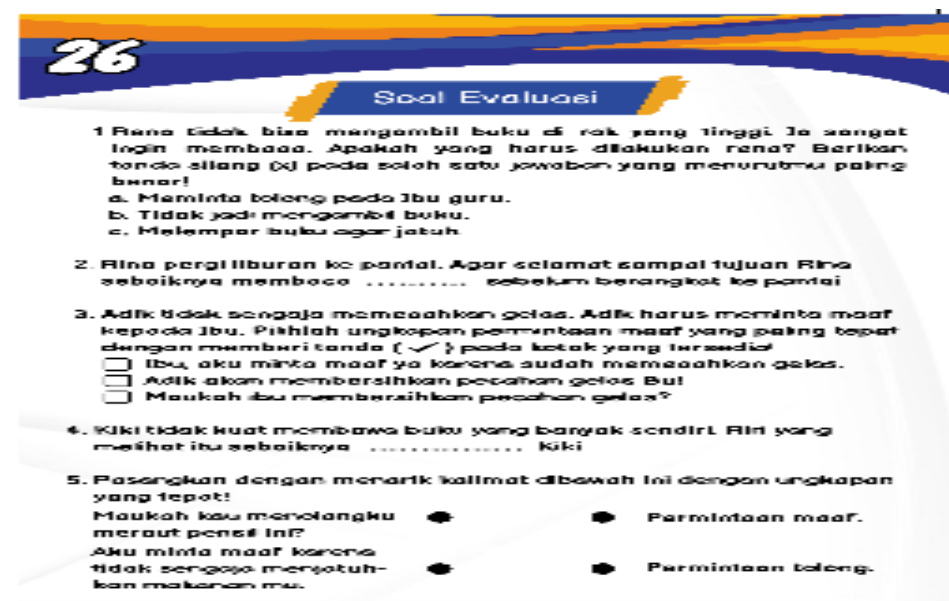 26
Soal Evaluasi
1 Rena tidak bisa mengambil buku di rak yang tinggi. Ia sangat
ingin membaca. Apakah yang harus dilakukan rena? Berikan
tanda silang (x) pada salah satu jawaban yang menurutmu paling
benar!
a. Meminta tolong pada Ibu guru.
b. Tidak jadi mengambil buku.
c. Melempar buku agar jatuh
2. Rina pergi liburan ke pantai. Agar selamat sampai tujuan Rina
sebaiknya membaca .......... sebelum berangkat ke pantai
3. Adik tidak sengaja memecahkan gelas. Adik harus meminta maaf
kepada Ibu. Pilihlah ungkapan permintaan maaf yang paling tepat
dengan memberi tanda ( ✓ ) pada kotak yang tersedia!
Ibu, aku minta maaf ya karena sudah memecahkan gelas.
Adik akan membersihkan pecahan gelas Bu!
Maukah ibu membersihkan pecahan gelas?
4. Kiki tidak kuat membawa buku yang banyak sendiri. Riri yang
melihat itu sebaiknya ............... Kiki
5. Pasangkan dengan menarik kalimat dibawah ini dengan ungkapan
yang tepat!
Maukah kau menolongku
meraut pensil ini?
Permintaan maaf.
Aku minta maaf karena
tidak sengaja menjatuh-
kan makanan mu.
Permintaan tolong.